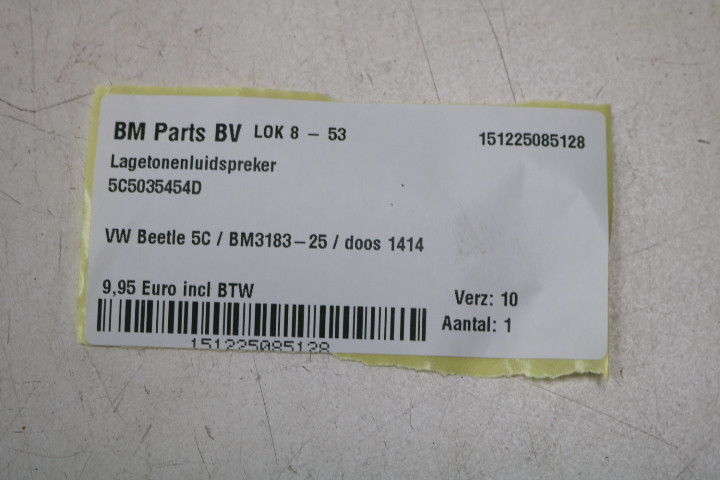 BM Parts BV LOK 8 - 53 151225085128
Lagetonenluidspreker
5C5035454D
VW Beetle 5C / BM3183-25 / doos 1414
9,95 Euro incl BTW
Verz: 10
Aantal: 1
151225085128